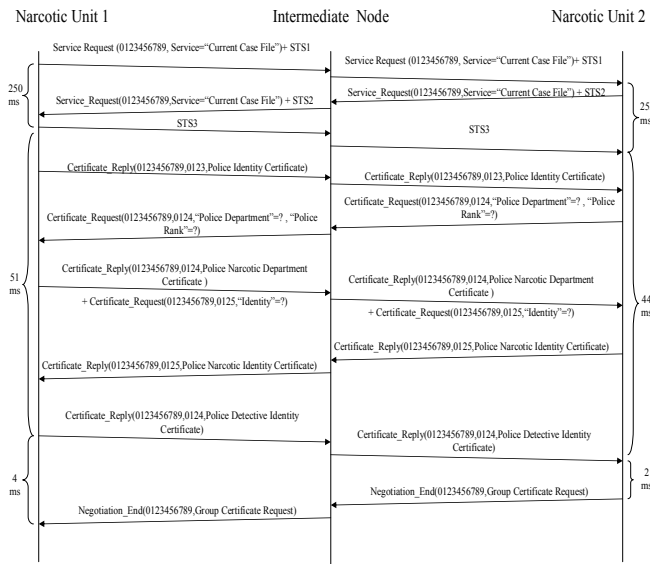 Narcotic Unit 1
Intermediate Node
Narcotic Unit 2
Service Request (0123456789, Service=“Current Case File”)+ STS1
Service Request (0123456789, Service=“Current Case File”)+ STS1
250
ms
Service_Request(0123456789,Service=“Current Case File”) + STS2
Service_Request(0123456789,Service=“Current Case File”) + STS2
25
ms
STS3
STS3
Certificate_Reply(0123456789,0123,Police Identity Certificate)
Certificate_Reply(0123456789,0123,Police Identity Certificate)
Certificate_Request(0123456789,0124,“Police Department”=? , “Police
Rank”=?)
Certificate_Request(0123456789,0124,“Police Department”=? , “Police
Rank”=?)
51
ms
Certificate_Reply(0123456789,0124,Police Narcotic Department
Certificate )
+ Certificate_Request(0123456789,0125,“Identity”=?)
Certificate_Reply(0123456789,0124,Police Narcotic Department
Certificate )
+ Certificate_Request(0123456789,0125,“Identity”=?)
44
ms
Certificate_Reply(0123456789,0125,Police Narcotic Identity Certificate)
Certificate_Reply(0123456789,0125,Police Narcotic Identity Certificate)
Certificate_Reply(0123456789,0124,Police Detective Identity
Certificate)
Certificate_Reply(0123456789,0124,Police Detective Identity
Certificate)
4
ms
2
ms
Negotiation_End(0123456789,Group Certificate Request)
Negotiation_End(0123456789,Group Certificate Request)